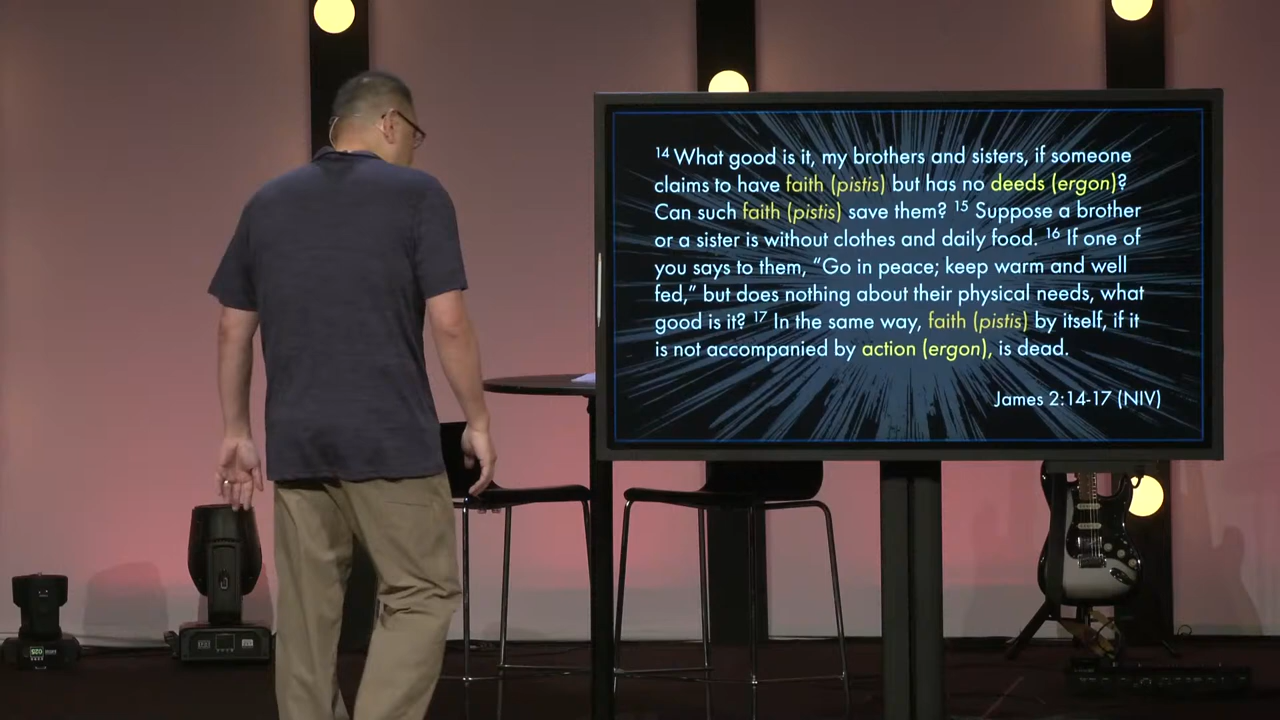 14 What good is it, my brothers and sisters, if someone
claims to have faith (pistis) but has no deeds (ergon)?
Can such faith (pistis) save them? 15 Suppose a brother
or a sister is without clothes and daily food. 16 If one of
you says to them, “Go in peace; keep warm and well
fed,” but does nothing about their physical needs, what
good is it? 17 In the same way, faith (pistis) by itself, if it
is not accompanied by action (ergon), is dead.
James 2:14-17 (NIV)